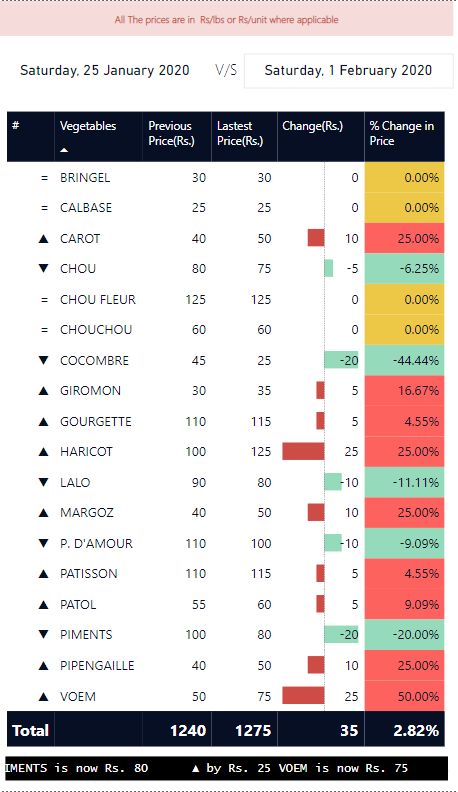 All The prices are in Rs/lbs or Rs/unit where applicable
Saturday, 25 January 2020 V/S Saturday, 1 February 2020
# Vegetables Previous Price(Rs.) Lastest Price(Rs.) Change(Rs.) % Change in Price
= BRINGEL 30 30 0 0.00%
= CALBASE 25 25 0 0.00%
▲ CAROT 40 50 10 25.00%
▼ CHOU 80 75 -5 -6.25%
= CHOU FLEUR 125 125 0 0.00%
= CHOUCHOU 60 60 0 0.00%
▼ COCOMBRE 45 25 -20 -44.44%
▲ GIROMON 30 35 5 16.67%
▲ GOURGETTE 110 115 5 4.55%
▲ HARICOT 100 125 25 25.00%
▼ LALO 90 80 -10 -11.11%
▲ MARGOZ 40 50 10 25.00%
▼ P. D'AMOUR 110 100 -10 -9.09%
▲ PATISSON 110 115 5 4.55%
▲ PATOL 55 60 5 9.09%
▼ PIMENTS 100 80 -20 -20.00%
▲ PIPENGAILLE 40 50 10 25.00%
▲ VOEM 50 75 25 50.00%
Total 1240 1275 35 2.82%
IMENTS is now Rs. 80 ▲ by Rs. 25 VOEM is now Rs. 75